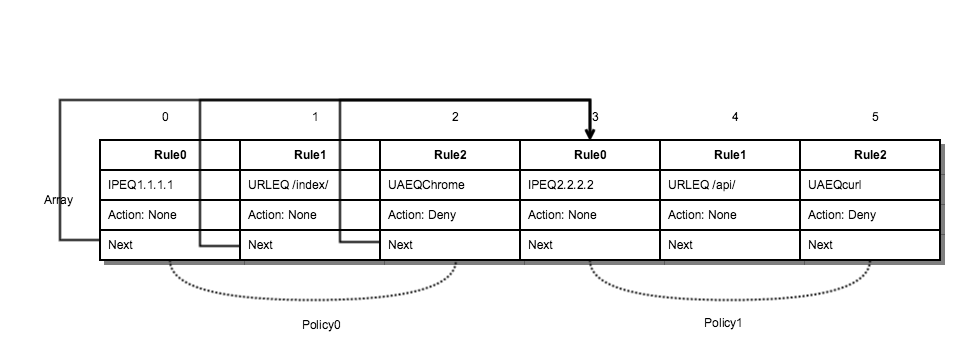 0 1 2 3 4 5
Rule0 Rule1 Rule2 Rule0 Rule1 Rule2
IPEQ1.1.1.1 URLEQ /index/ UAEQChrome IPEQ2.2.2.2 URLEQ /api/ UAEQcurl
Array
Action: None Action: None Action: Deny Action: None Action: None Action: Deny
Next Next Next Next Next Next
Policy0 Policy1